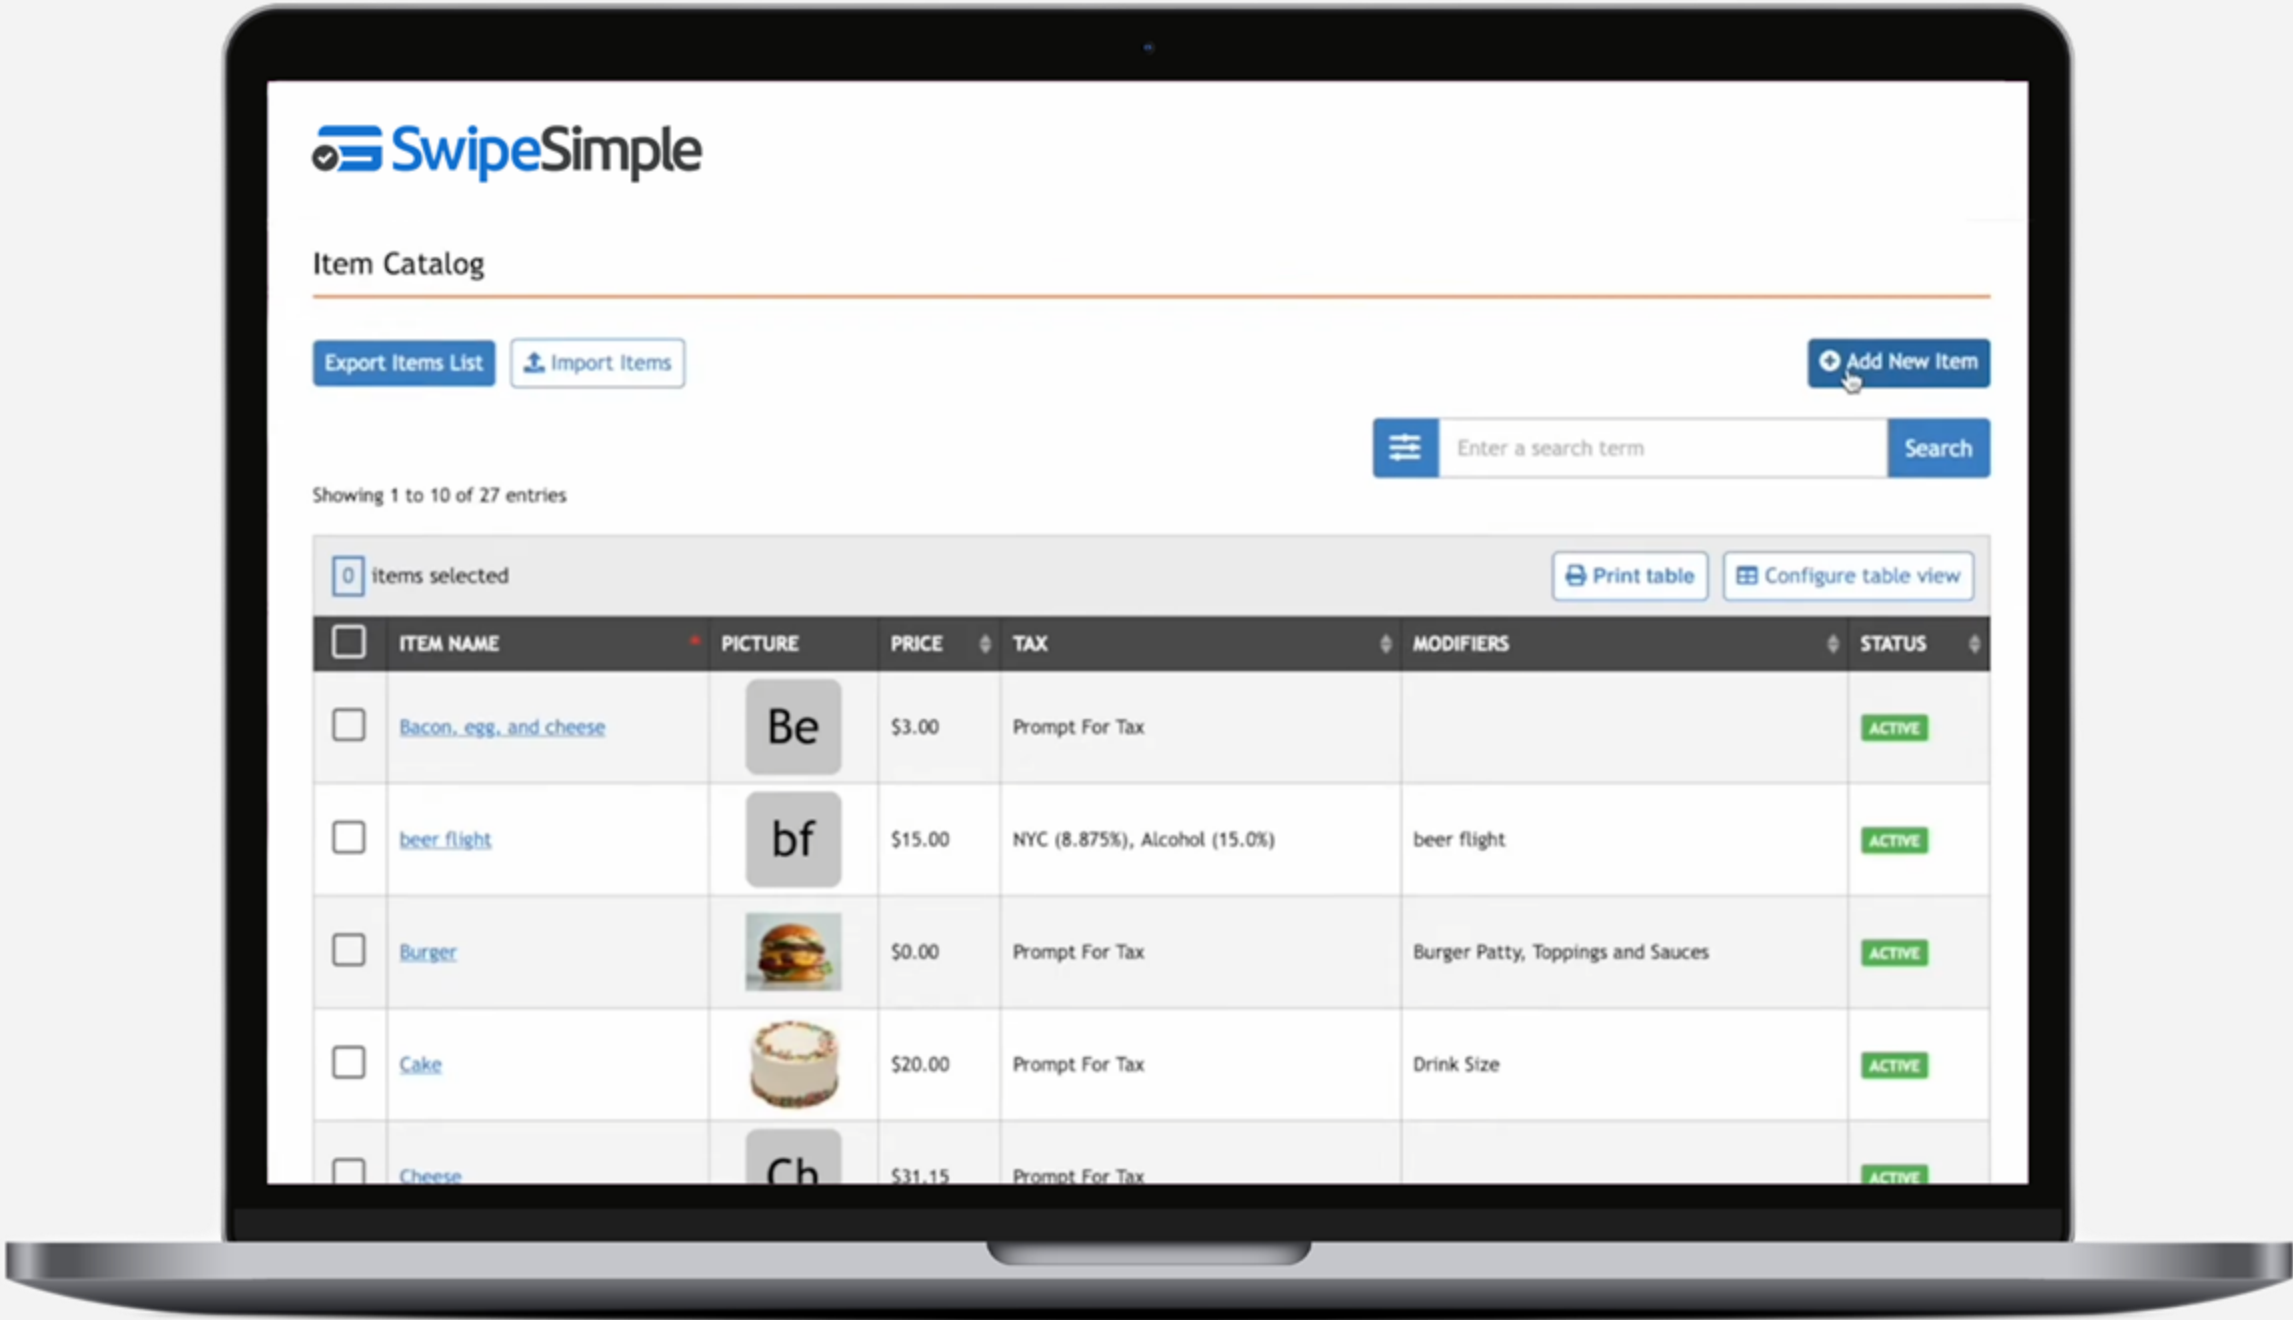 SwipeSimple
Item Catalog
Export Items List
Import Items
Add New Item
Enter a search term
Search
Showing 1 to 10 of 27 entries
0 items selected
Print table
Configure table view
ITEM NAME PICTURE PRICE TAX MODIFIERS STATUS
Bacon, egg, and cheese Be $3.00 Prompt For Tax ACTIVE
beer flight bf $15.00 NYC (8.875%), Alcohol (15.0%) beer flight ACTIVE
Burger $0.00 Prompt For Tax Burger Patty, Toppings and Sauces ACTIVE
Cake $20.00 Prompt For Tax Drink Size ACTIVE
Cheese Ch $31.15 Prompt For Tax ACTIVE